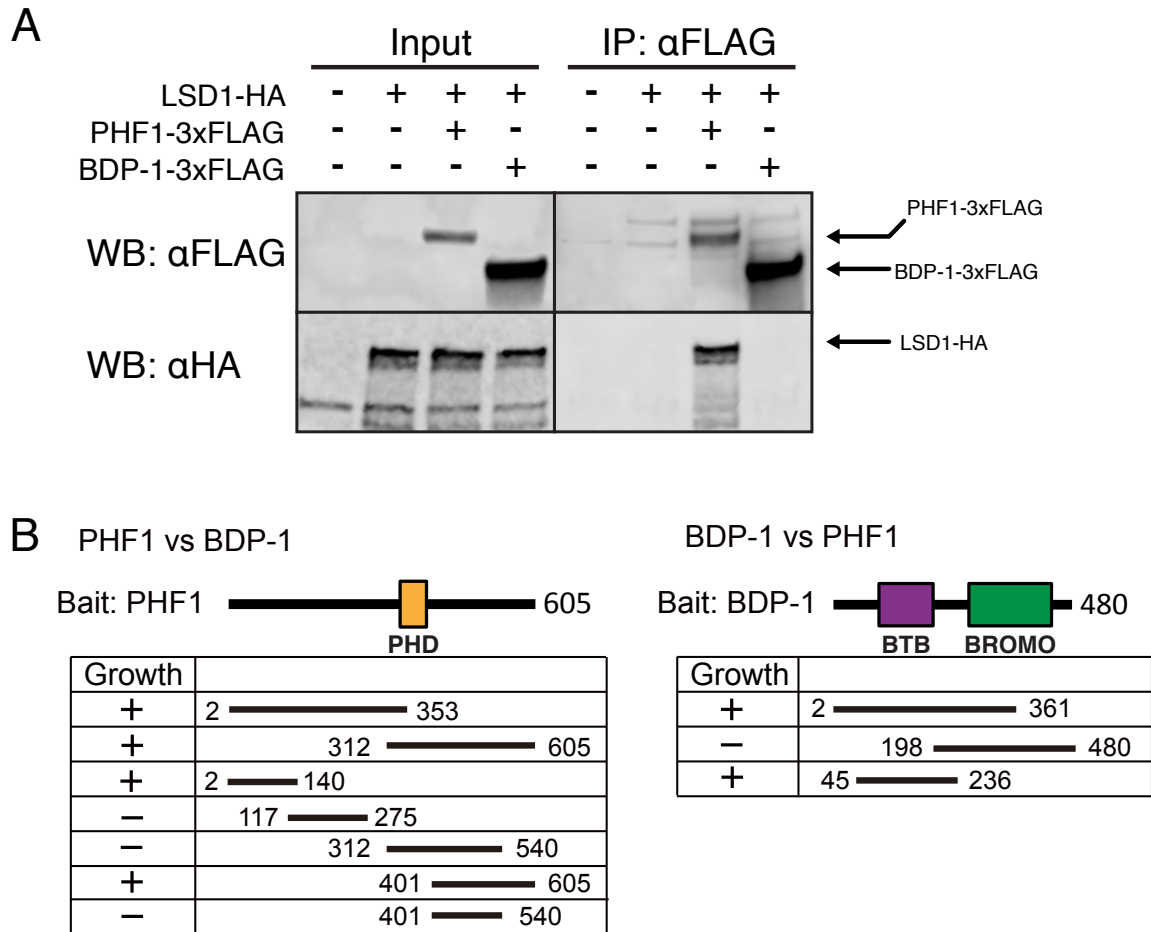 A
Input IP: αFLAG
LSD1-HA - + + + - + + +
PHF1-3xFLAG - - + - - - + -
BDP-1-3xFLAG - - - + - - - +
WB: αFLAG
PHF1-3xFLAG
BDP-1-3xFLAG
WB: αHA
LSD1-HA
B
PHF1 vs BDP-1
Bait: PHF1 605
PHD
Growth
+ 2 353
+ 312 605
+ 2 140
− 117 275
− 312 540
+ 401 605
− 401 540
BDP-1 vs PHF1
Bait: BDP-1 480
BTB BROMO
Growth
+ 2 361
− 198 480
+ 45 236